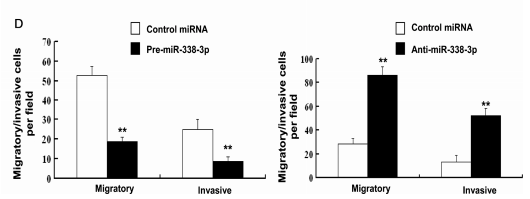 D
Control miRNA
Pre-miR-338-3p
Migratory/invasive cells
per field
70
60
50
40
30
20
10
0
**
**
Migratory
Invasive
Control miRNA
Anti-miR-338-3p
Migratory/invasive cells
per field
100
80
60
40
20
0
**
**
Migratory
Invasive